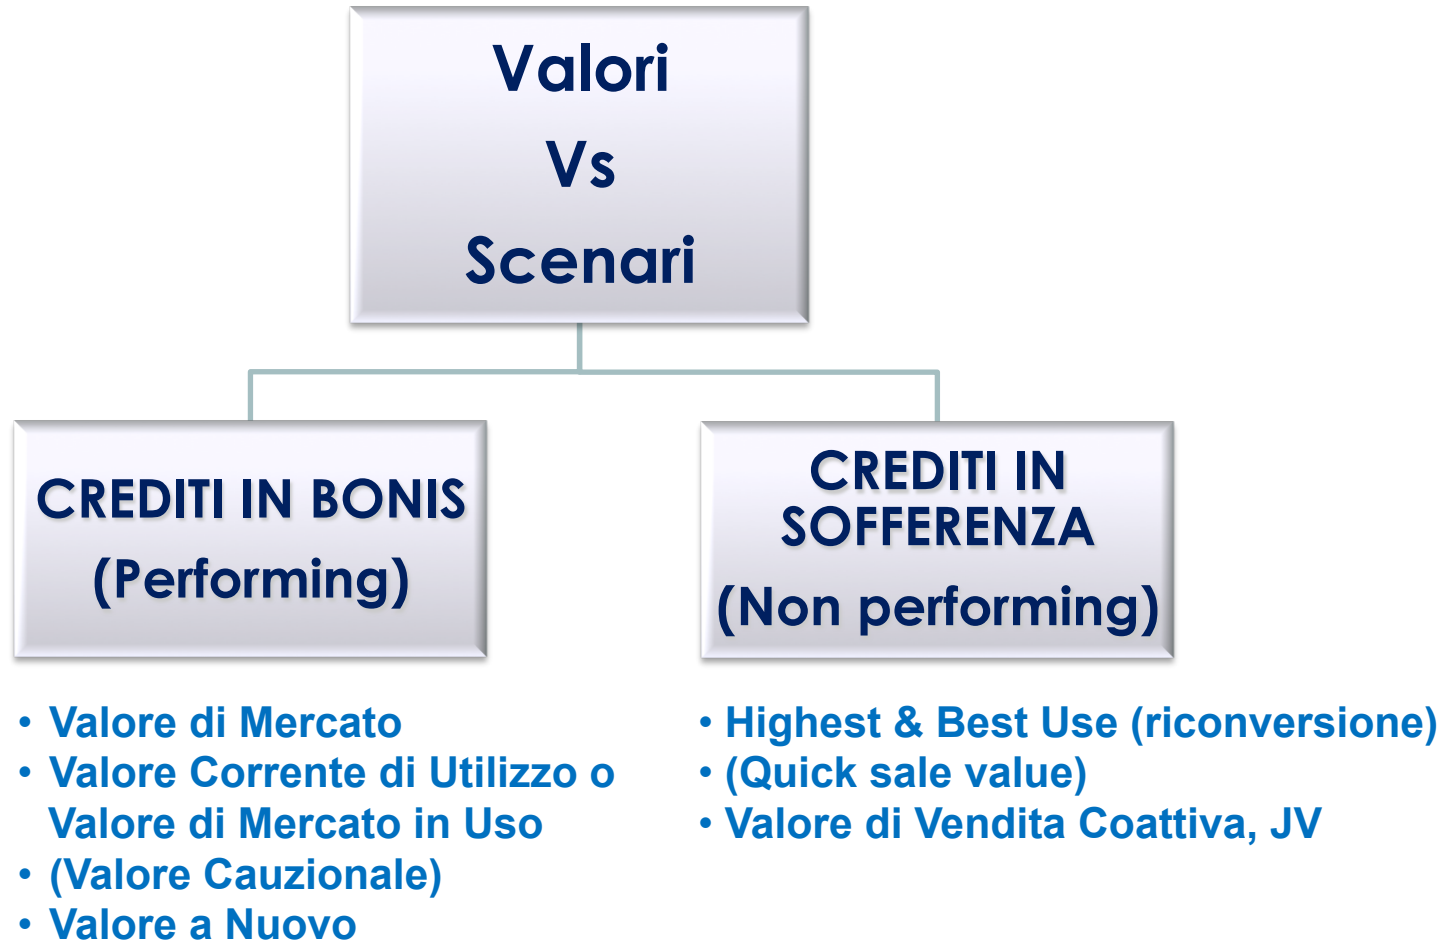 Valori
Vs
Scenari
CREDITI IN BONIS
(Performing)
CREDITI IN
SOFFERENZA
(Non performing)
• Valore di Mercato
• Valore Corrente di Utilizzo o
Valore di Mercato in Uso
• (Valore Cauzionale)
• Valore a Nuovo
• Highest & Best Use (riconversione)
• (Quick sale value)
• Valore di Vendita Coattiva, JV